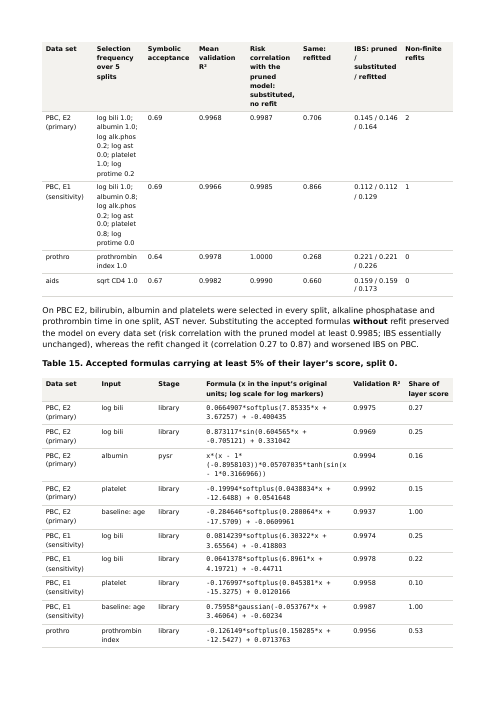 Data set | Selection frequency over 5 splits | Symbolic acceptance | Mean validation R² | Risk correlation with the pruned model: substituted, no refit | Same: refitted | IBS: pruned / substituted / refitted | Non-finite refits
PBC, E2 (primary) | log bili 1.0; albumin 1.0; log alk.phos 0.2; log ast 0.0; platelet 1.0; log protime 0.2 | 0.69 | 0.9968 | 0.9987 | 0.706 | 0.145 / 0.146 / 0.164 | 2
PBC, E1 (sensitivity) | log bili 1.0; albumin 0.8; log alk.phos 0.2; log ast 0.0; platelet 0.8; log protime 0.0 | 0.69 | 0.9966 | 0.9985 | 0.866 | 0.112 / 0.112 / 0.129 | 1
prothro | prothrombin index 1.0 | 0.64 | 0.9978 | 1.0000 | 0.268 | 0.221 / 0.221 / 0.226 | 0
aids | sqrt CD4 1.0 | 0.67 | 0.9982 | 0.9990 | 0.660 | 0.159 / 0.159 / 0.173 | 0
On PBC E2, bilirubin, albumin and platelets were selected in every split, alkaline phosphatase and
prothrombin time in one split, AST never. Substituting the accepted formulas without refit preserved
the model on every data set (risk correlation with the pruned model at least 0.9985; IBS essentially
unchanged), whereas the refit changed it (correlation 0.27 to 0.87) and worsened IBS on PBC.
Table 15. Accepted formulas carrying at least 5% of their layer's score, split 0.
Data set | Input | Stage | Formula (x in the input's original units; log scale for log markers) | Validation R² | Share of layer score
PBC, E2 (primary) | log bili | library | 0.0664907*softplus(7.85335*x + 3.67257) + -0.400435 | 0.9975 | 0.27
PBC, E2 (primary) | log bili | library | 0.873117*sin(0.604565*x + -0.705121) + 0.331042 | 0.9969 | 0.25
PBC, E2 (primary) | albumin | pysr | x*(x - 1*(-0.8958103))*0.05707035*tanh(sin(x - 1*0.3166966)) | 0.9994 | 0.16
PBC, E2 (primary) | platelet | library | -0.19994*softplus(0.0438834*x + -12.6488) + 0.0541648 | 0.9992 | 0.15
PBC, E2 (primary) | baseline: age | library | -0.284646*softplus(0.280064*x + -17.5709) + -0.0609961 | 0.9937 | 1.00
PBC, E1 (sensitivity) | log bili | library | 0.0814239*softplus(6.30322*x + 3.65564) + -0.418803 | 0.9974 | 0.25
PBC, E1 (sensitivity) | log bili | library | 0.0641378*softplus(6.8961*x + 4.19721) + -0.44711 | 0.9978 | 0.22
PBC, E1 (sensitivity) | platelet | library | -0.176997*softplus(0.045381*x + -15.3275) + 0.0120166 | 0.9958 | 0.10
PBC, E1 (sensitivity) | baseline: age | library | 0.75958*gaussian(-0.053767*x + 3.46064) + -0.60234 | 0.9987 | 1.00
prothro | prothrombin index | library | -0.126149*softplus(0.150285*x + -12.5427) + 0.0713763 | 0.9956 | 0.53